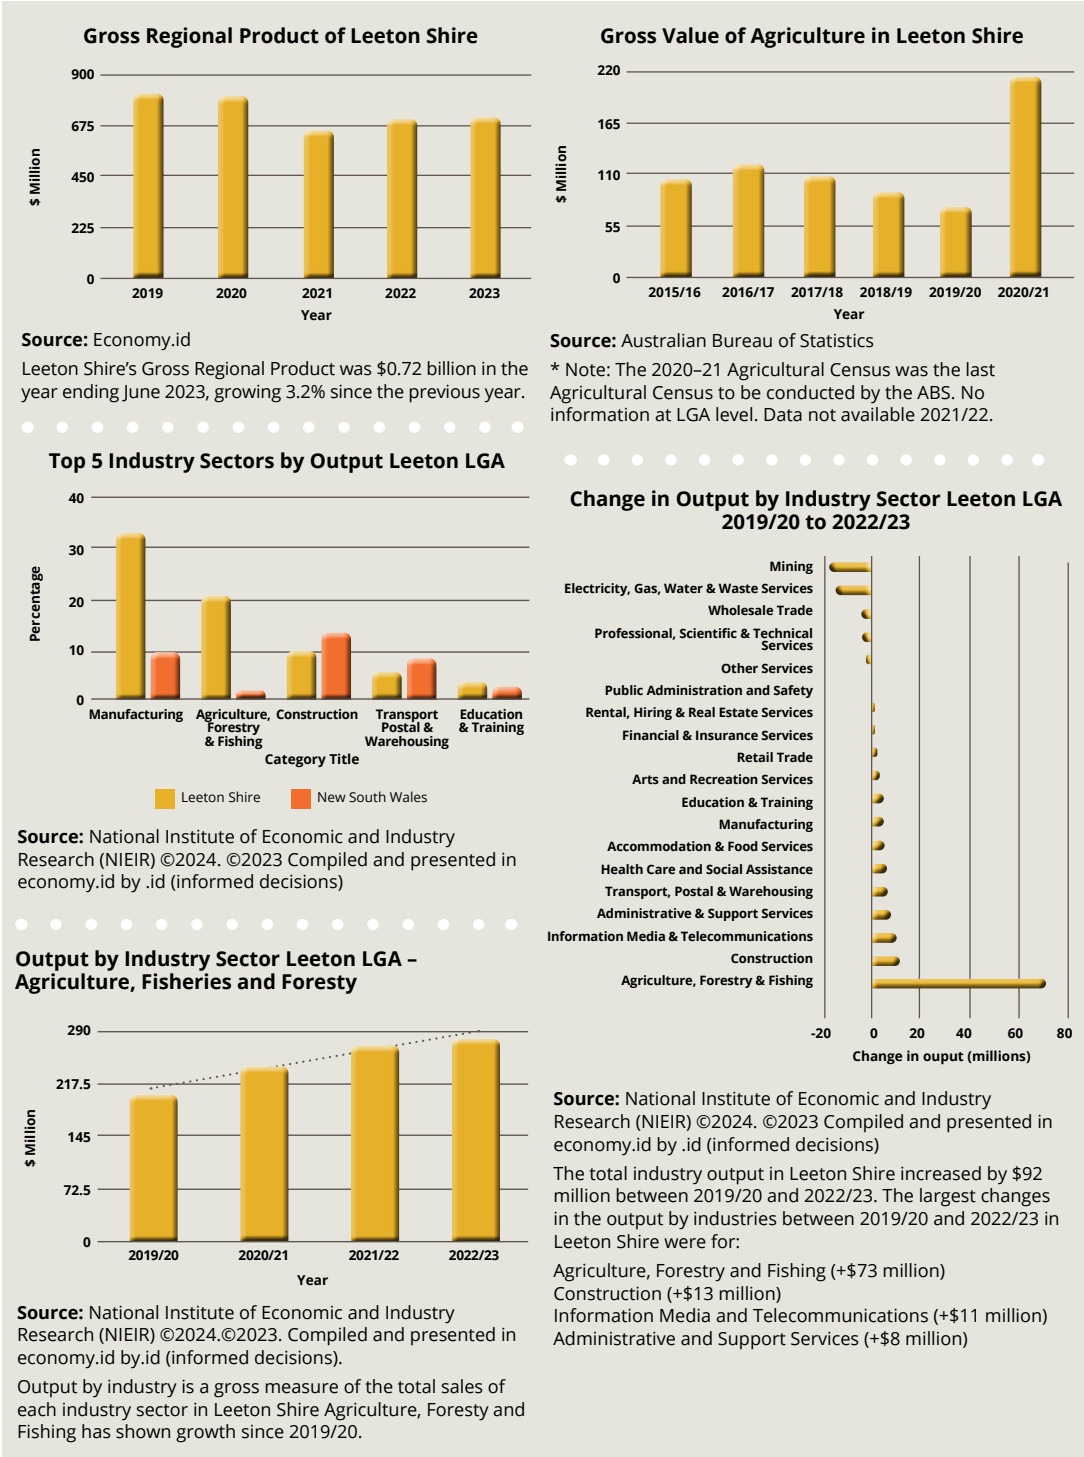 Gross Regional Product of Leeton Shire
900
675
450
225
0
$ Million
2019 2020 2021 2022 2023
Year
Source: Economy.id
Leeton Shire’s Gross Regional Product was $0.72 billion in the
year ending June 2023, growing 3.2% since the previous year.
Top 5 Industry Sectors by Output Leeton LGA
40
30
20
10
0
Percentage
Manufacturing
Agriculture,
Forestry
& Fishing
Construction
Transport
Postal &
Warehousing
Education
& Training
Category Title
Leeton Shire
New South Wales
Source: National Institute of Economic and Industry
Research (NIEIR) ©2024. ©2023 Compiled and presented in
economy.id by .id (informed decisions)
Output by Industry Sector Leeton LGA –
Agriculture, Fisheries and Foresty
290
217.5
145
72.5
0
$ Million
2019/20 2020/21 2021/22 2022/23
Year
Source: National Institute of Economic and Industry
Research (NIEIR) ©2024.©2023. Compiled and presented in
economy.id by.id (informed decisions).
Output by industry is a gross measure of the total sales of
each industry sector in Leeton Shire Agriculture, Foresty and
Fishing has shown growth since 2019/20.
Gross Value of Agriculture in Leeton Shire
220
165
110
55
0
$ Million
2015/16 2016/17 2017/18 2018/19 2019/20 2020/21
Year
Source: Australian Bureau of Statistics
* Note: The 2020–21 Agricultural Census was the last
Agricultural Census to be conducted by the ABS. No
information at LGA level. Data not available 2021/22.
Change in Output by Industry Sector Leeton LGA
2019/20 to 2022/23
Mining
Electricity, Gas, Water & Waste Services
Wholesale Trade
Professional, Scientific & Technical
Services
Other Services
Public Administration and Safety
Rental, Hiring & Real Estate Services
Financial & Insurance Services
Retail Trade
Arts and Recreation Services
Education & Training
Manufacturing
Accommodation & Food Services
Health Care and Social Assistance
Transport, Postal & Warehousing
Administrative & Support Services
Information Media & Telecommunications
Construction
Agriculture, Forestry & Fishing
-20 0 20 40 60 80
Change in ouput (millions)
Source: National Institute of Economic and Industry
Research (NIEIR) ©2024. ©2023 Compiled and presented in
economy.id by .id (informed decisions)
The total industry output in Leeton Shire increased by $92
million between 2019/20 and 2022/23. The largest changes
in the output by industries between 2019/20 and 2022/23 in
Leeton Shire were for:
Agriculture, Forestry and Fishing (+$73 million)
Construction (+$13 million)
Information Media and Telecommunications (+$11 million)
Administrative and Support Services (+$8 million)